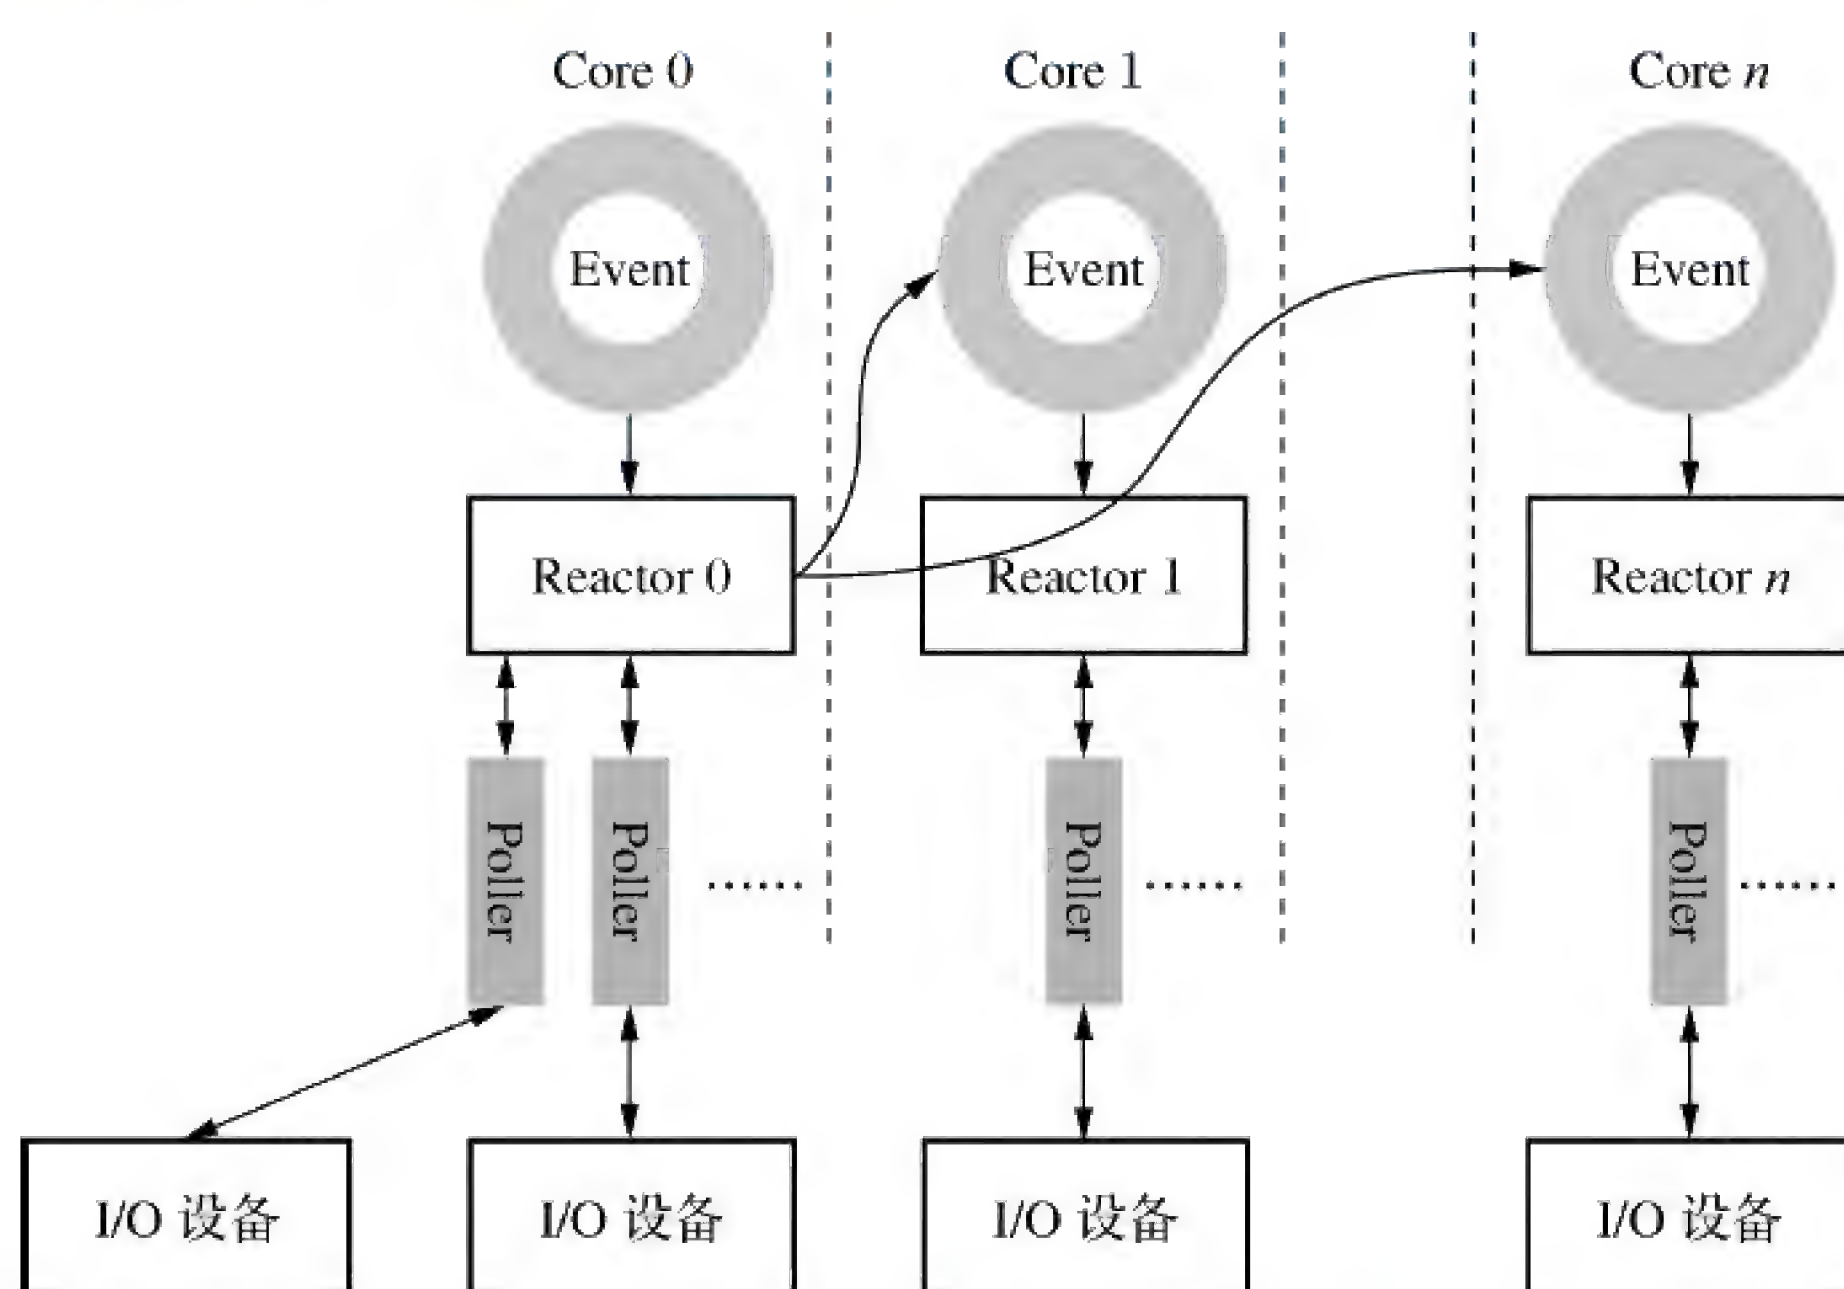 Core 0
Core 1
Core n
Event
Event
Event
Reactor 0
Reactor 1
Reactor n
Poller
Poller
......
Poller
......
Poller
......
I/O 设备
I/O 设备
I/O 设备
I/O 设备